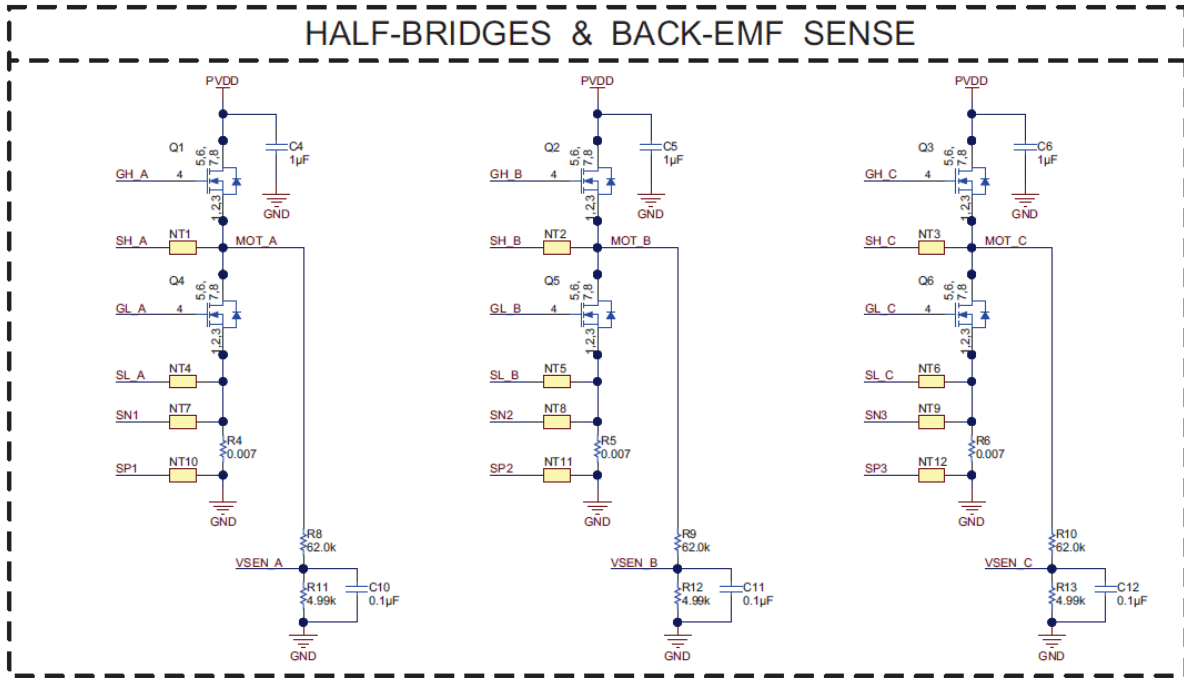 HALF-BRIDGES & BACK-EMF SENSE
PVDD
Q1
5,6,
7,8
C4
1µF
GH_A
4
1,2,3
GND
SH_A
NT1
MOT_A
Q4
5,6,
7,8
GL_A
4
1,2,3
SL_A
NT4
SN1
NT7
R4
0.007
SP1
NT10
GND
R8
62.0k
VSEN_A
R11
4.99k
C10
0.1µF
GND
PVDD
Q2
5,6,
7,8
C5
1µF
GH_B
4
1,2,3
GND
SH_B
NT2
MOT_B
Q5
5,6,
7,8
GL_B
4
1,2,3
SL_B
NT5
SN2
NT8
R5
0.007
SP2
NT11
GND
R9
62.0k
VSEN_B
R12
4.99k
C11
0.1µF
GND
PVDD
Q3
5,6,
7,8
C6
1µF
GH_C
4
1,2,3
GND
SH_C
NT3
MOT_C
Q6
5,6,
7,8
GL_C
4
1,2,3
SL_C
NT6
SN3
NT9
R6
0.007
SP3
NT12
GND
R10
62.0k
VSEN_C
R13
4.99k
C12
0.1µF
GND